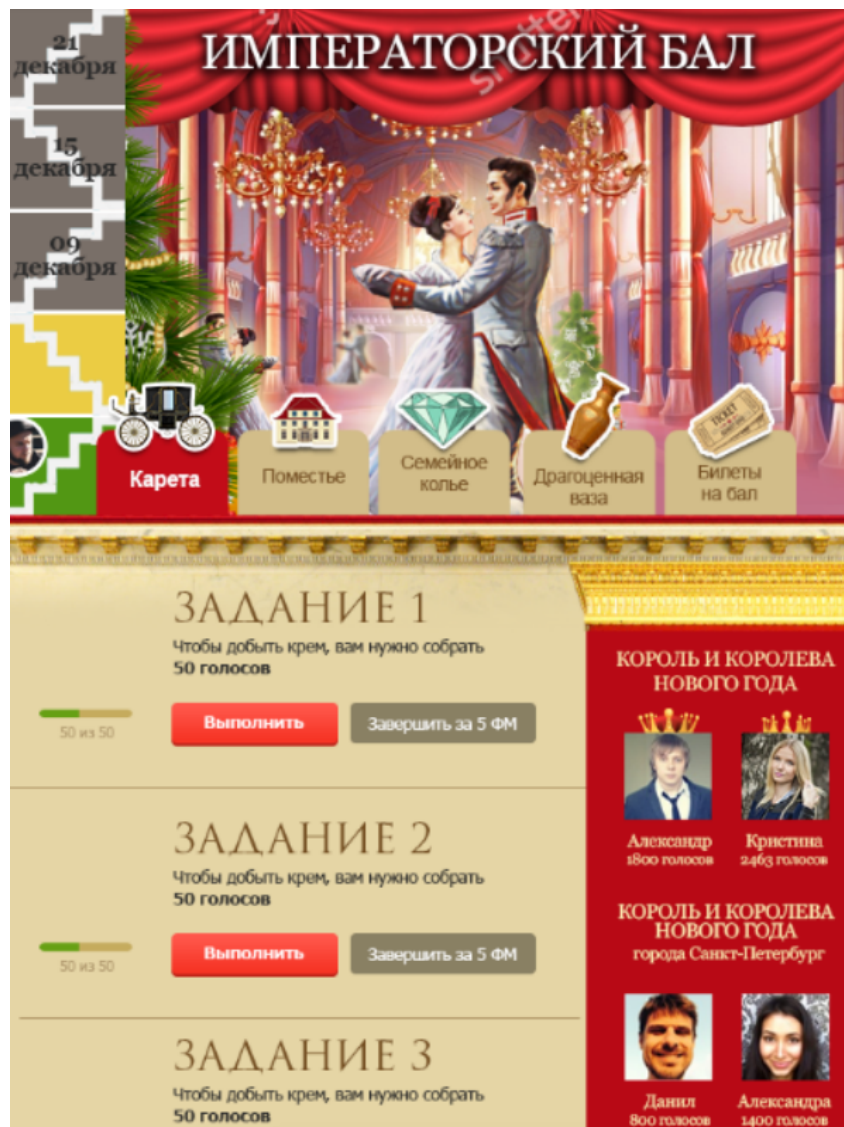 21
декабря
15
декабря
09
декабря
ИМПЕРАТОРСКИЙ БАЛ
Карета
Поместье
Семейное
колье
Драгоценная
ваза
TICKET
Билеты
на бал
ЗАДАНИЕ 1
Чтобы добыть крем, вам нужно собрать
50 голосов
50 из 50
Выполнить
Завершить за 5 ФМ
ЗАДАНИЕ 2
Чтобы добыть крем, вам нужно собрать
50 голосов
50 из 50
Выполнить
Завершить за 5 ФМ
ЗАДАНИЕ 3
Чтобы добыть крем, вам нужно собрать
50 голосов
КОРОЛЬ И КОРОЛЕВА
НОВОГО ГОДА
Александр
1800 голосов
Кристина
2463 голосов
КОРОЛЬ И КОРОЛЕВА
НОВОГО ГОДА
города Санкт-Петербург
Данил
800 голосов
Александра
1400 голосов